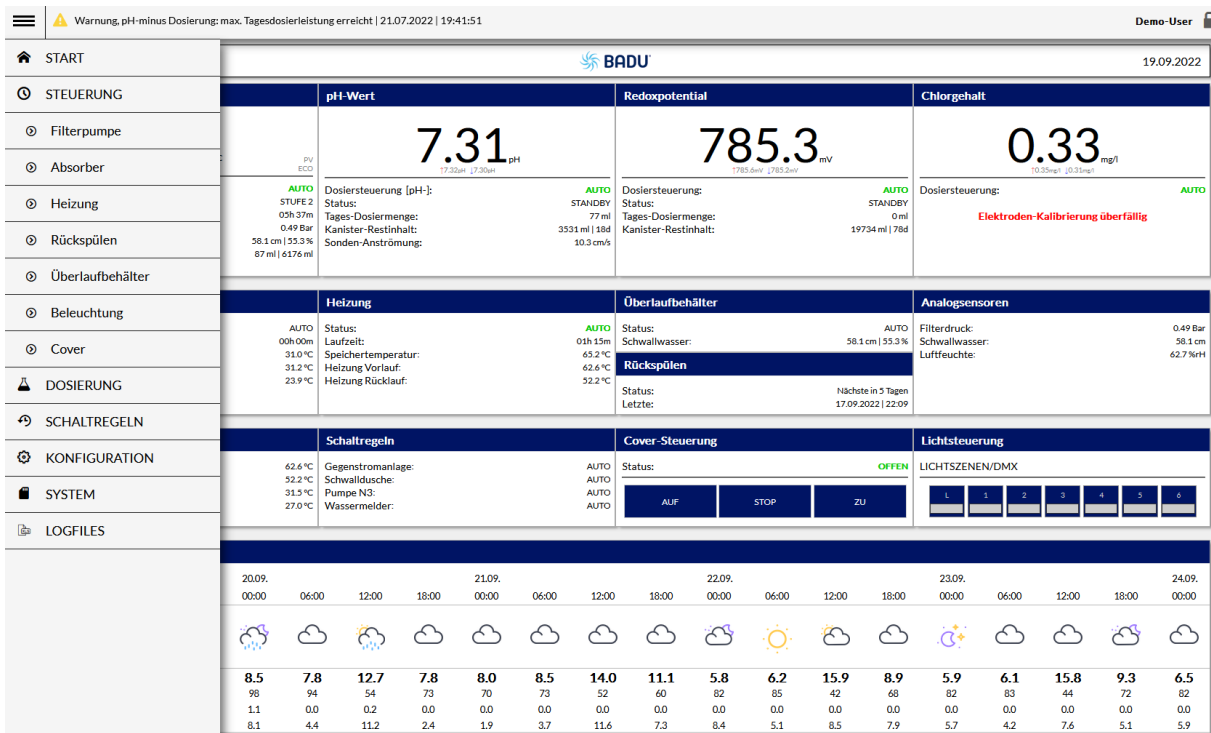 Warnung, pH-minus Dosierung: max. Tagesdosierleistung erreicht | 21.07.2022 | 19:41:51
Demo-User
START
STEUERUNG
Filterpumpe
Absorber
Heizung
Rückspülen
Überlaufbehälter
Beleuchtung
Cover
DOSIERUNG
SCHALTREGELN
KONFIGURATION
SYSTEM
LOGFILES
BADU
19.09.2022
PV
ECO
AUTO
STUFE 2
05h 37m
0.49 Bar
58.1 cm | 55.3 %
87 ml | 6176 ml
pH-Wert
7.31 pH
↑7.32pH ↓7.30pH
Dosiersteuerung [pH-]: AUTO
Status: STANDBY
Tages-Dosiermenge: 77 ml
Kanister-Restinhalt: 3531 ml | 18d
Sonden-Anströmung: 10.3 cm/s
Redoxpotential
785.3 mV
↑785.6mV ↓785.2mV
Dosiersteuerung: AUTO
Status: STANDBY
Tages-Dosiermenge: 0 ml
Kanister-Restinhalt: 19734 ml | 78d
Chlorgehalt
0.33 mg/l
↑0.35mg/l ↓0.31mg/l
Dosiersteuerung: AUTO
Elektroden-Kalibrierung überfällig
AUTO
00h 00m
31.0 °C
31.2 °C
23.9 °C
Heizung
Status: AUTO
Laufzeit: 01h 15m
Speichertemperatur: 65.2 °C
Heizung Vorlauf: 62.6 °C
Heizung Rücklauf: 52.2 °C
Überlaufbehälter
Status: AUTO
Schwallwasser: 58.1 cm | 55.3 %
Rückspülen
Status: Nächste in 5 Tagen
Letzte: 17.09.2022 | 22:09
Analogsensoren
Filterdruck: 0.49 Bar
Schwallwasser: 58.1 cm
Luftfeuchte: 62.7 %rH
62.6 °C
52.2 °C
31.5 °C
27.0 °C
Schaltregeln
Gegenstromanlage: AUTO
Schwalldusche: AUTO
Pumpe N3: AUTO
Wassermelder: AUTO
Cover-Steuerung
Status: OFFEN
AUF STOP ZU
Lichtsteuerung
LICHTSZENEN/DMX
L 1 2 3 4 5 6
20.09. 21.09. 22.09. 23.09. 24.09.
00:00 06:00 12:00 18:00 00:00 06:00 12:00 18:00 00:00 06:00 12:00 18:00 00:00 06:00 12:00 18:00 00:00
8.5 7.8 12.7 7.8 8.0 8.5 14.0 11.1 5.8 6.2 15.9 8.9 5.9 6.1 15.8 9.3 6.5
98 94 54 73 70 73 52 60 82 85 42 68 82 83 44 72 82
1.1 0.0 0.2 0.0 0.0 0.0 0.0 0.0 0.0 0.0 0.0 0.0 0.0 0.0 0.0 0.0 0.0
8.1 4.4 11.2 2.4 1.9 3.7 11.6 7.3 8.4 5.1 8.5 7.9 5.7 4.2 7.6 5.1 5.9